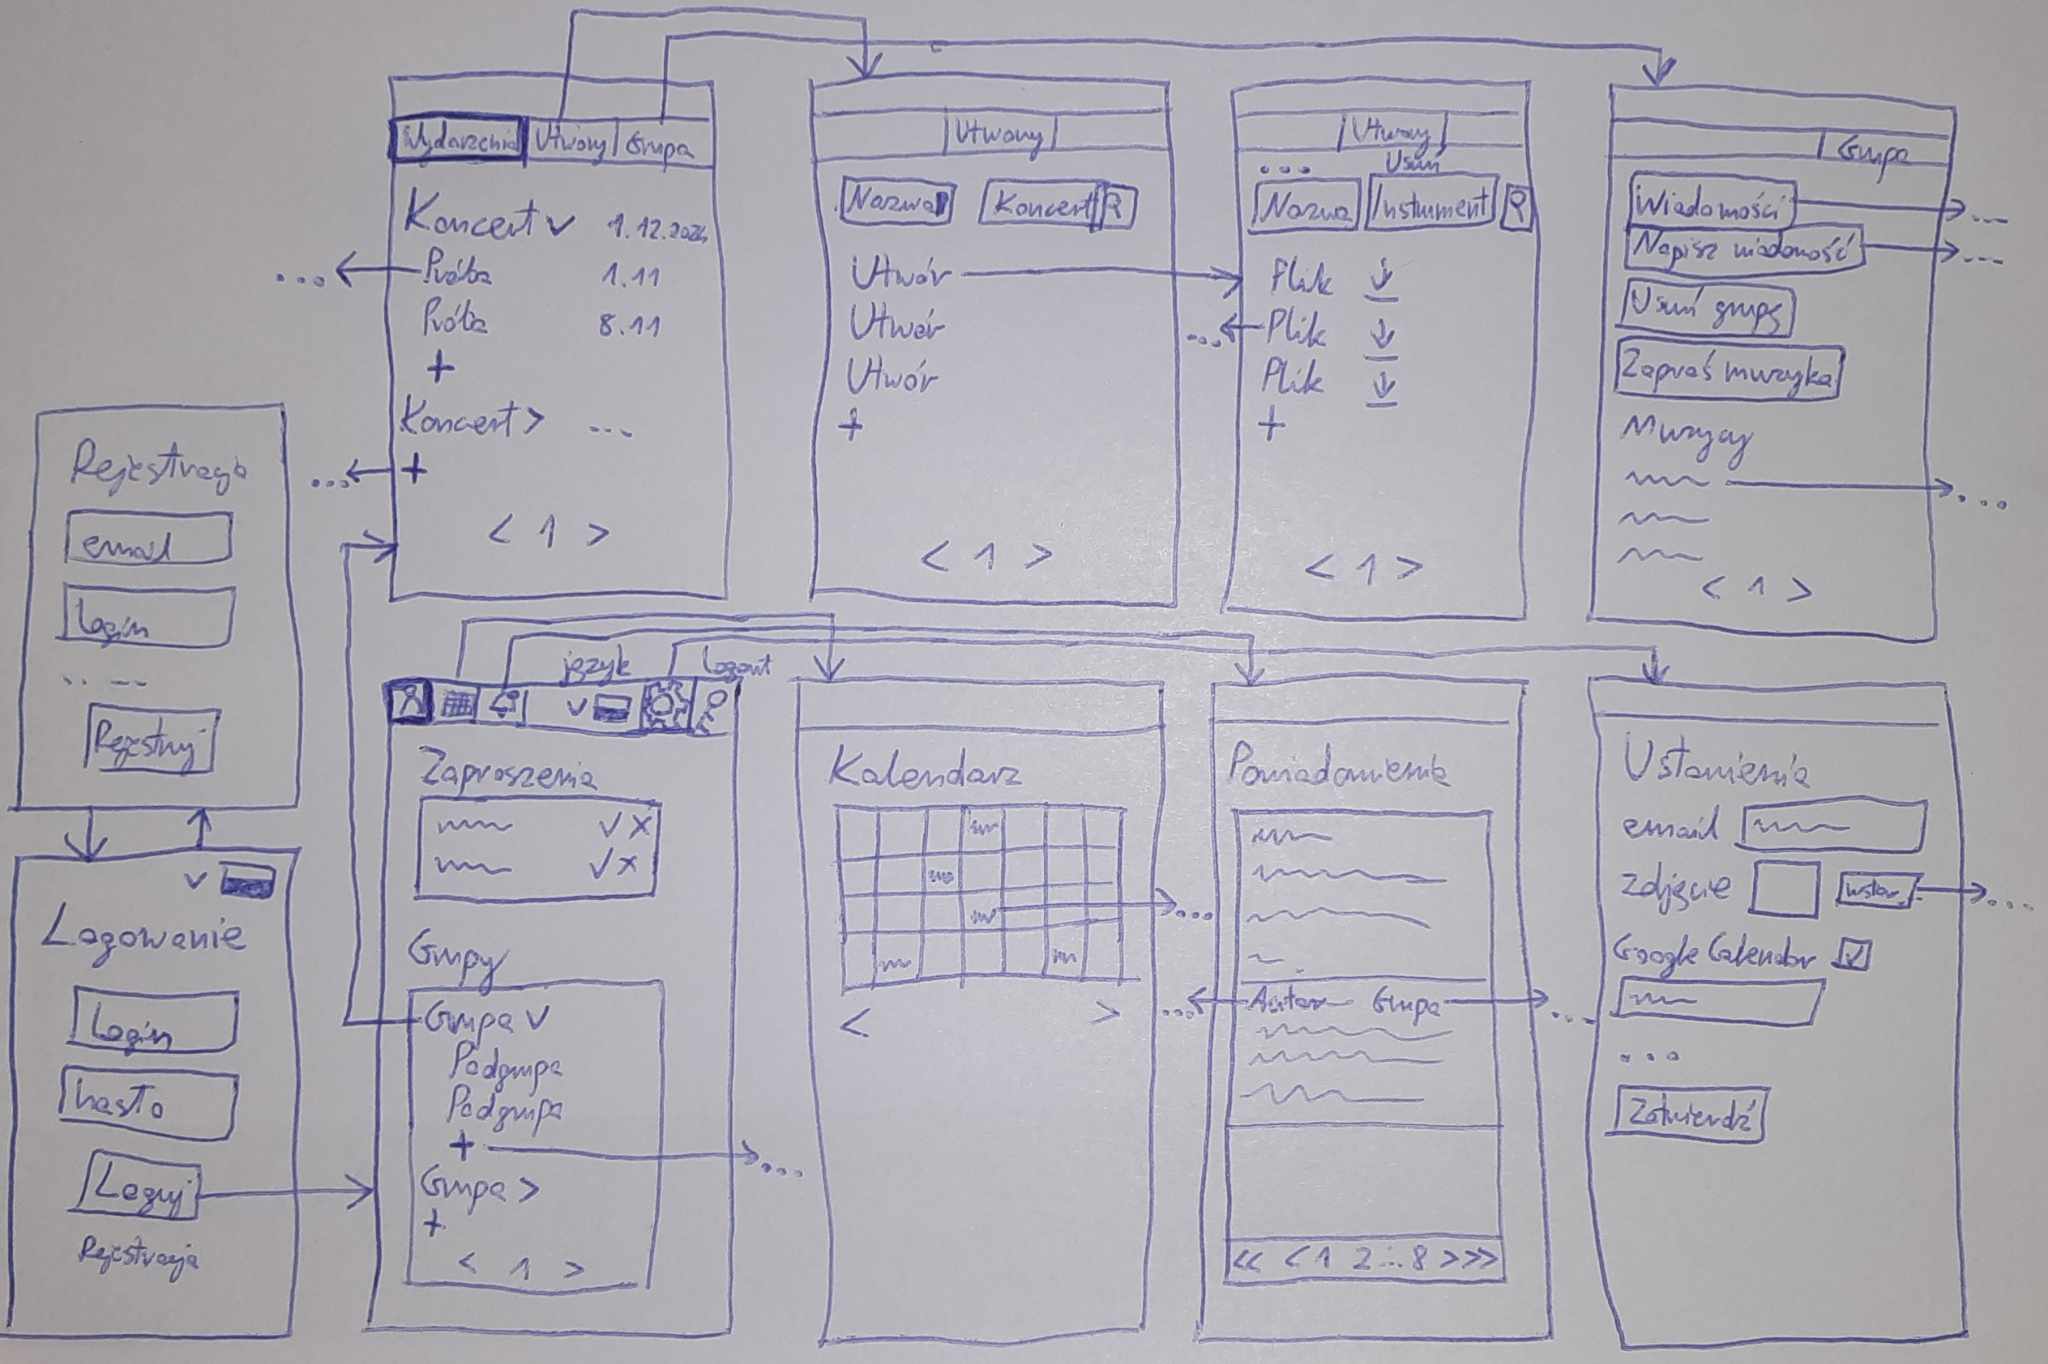 Wydarzenia Utwory Grupa
Koncert v 1.12.2024
Próba 1.11
Próba 8.11
+
Koncert > ...
+
< 1 >
Utwory
Nazwa Koncert
Utwór
Utwór
Utwór
+
< 1 >
Utwory
... Usuń
Nazwa Instrument
Plik
Plik
Plik
+
< 1 >
Grupa
Wiadomości
Napisz wiadomość
Usuń grupę
Zaproś muzyka
Muzycy
< 1 >
Rejestracja
email
login
Rejestruj
Logowanie
login
hasło
Loguj
Rejestracja
język Logout
Zaproszenia
✓ ×
✓ ×
Grupy
Grupa v
Podgrupa
Podgrupa
+
Grupa >
+
< 1 >
Kalendarz
< >
Powiadomienia
Autor Grupa
<< < 1 2 ... 8 > >>
Ustawienia
email
zdjęcie wstaw
Google Calendar
...
Zatwierdź